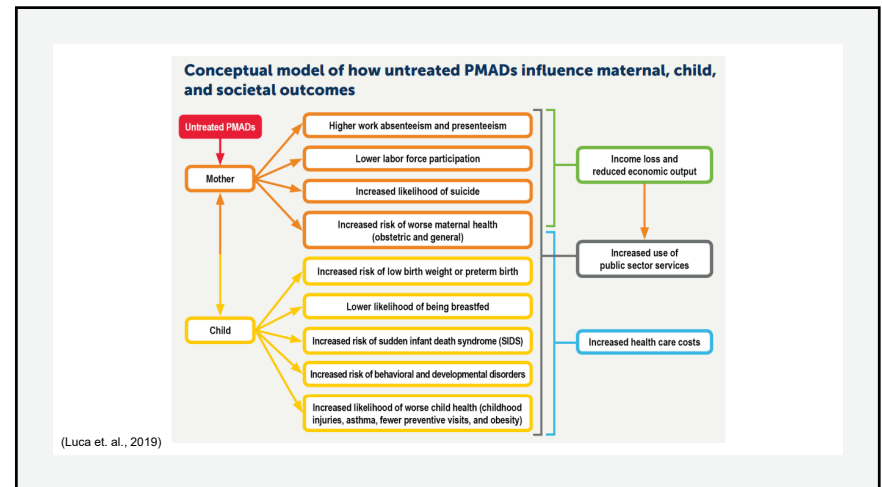 Conceptual model of how untreated PMADs influence maternal, child,
and societal outcomes
Untreated PMADs
Mother
Child
Higher work absenteeism and presenteeism
Lower labor force participation
Increased likelihood of suicide
Increased risk of worse maternal health
(obstetric and general)
Increased risk of low birth weight or preterm birth
Lower likelihood of being breastfed
Increased risk of sudden infant death syndrome (SIDS)
Increased risk of behavioral and developmental disorders
Increased likelihood of worse child health (childhood
injuries, asthma, fewer preventive visits, and obesity)
Income loss and
reduced economic output
Increased use of
public sector services
Increased health care costs
(Luca et. al., 2019)